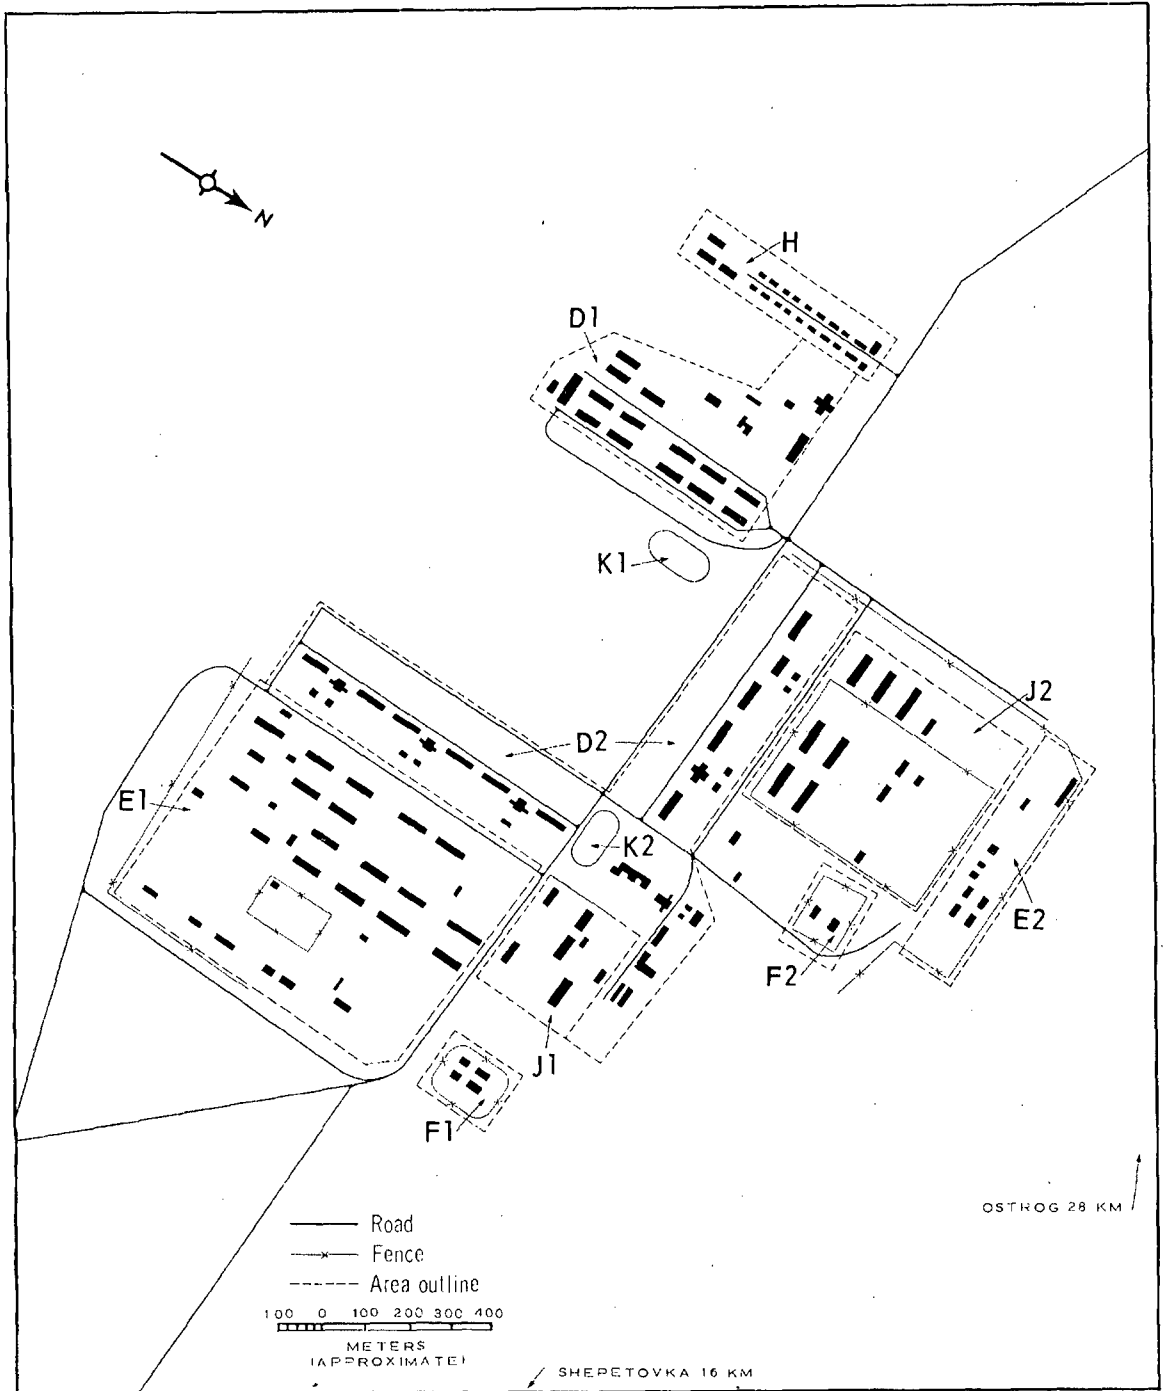 N
H
D1
K1
J2
D2
E1
K2
E2
F2
J1
F1
OSTROG 28 KM
Road
Fence
Area outline
100 0 100 200 300 400
METERS
(APPROXIMATE)
SHEPETOVKA 16 KM